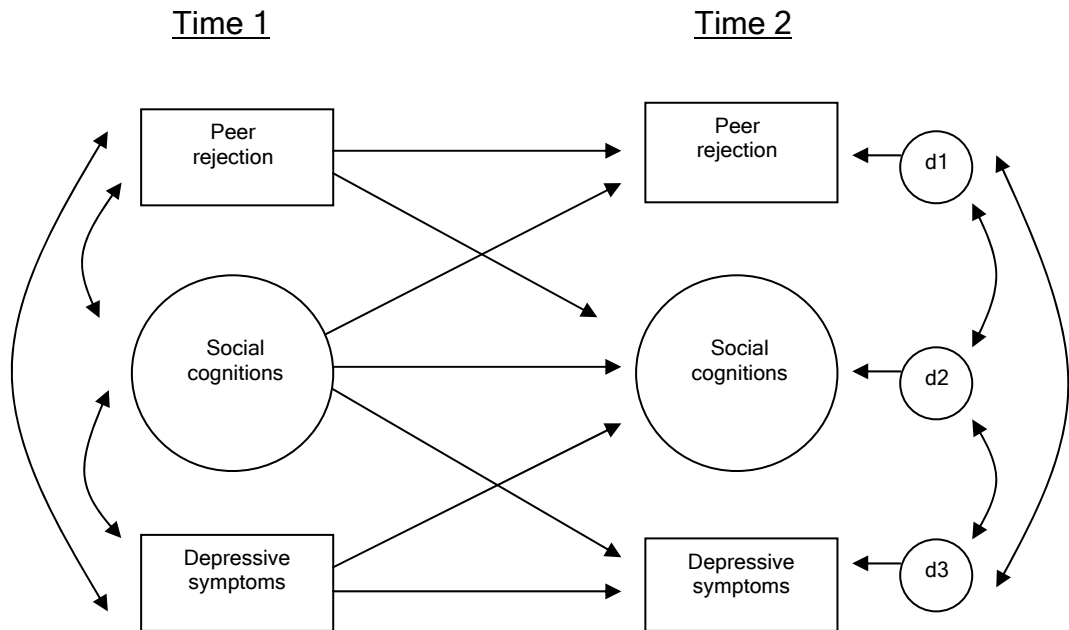 Time 1
Time 2
Peer
rejection
Peer
rejection
d1
Social
cognitions
Social
cognitions
d2
Depressive
symptoms
Depressive
symptoms
d3